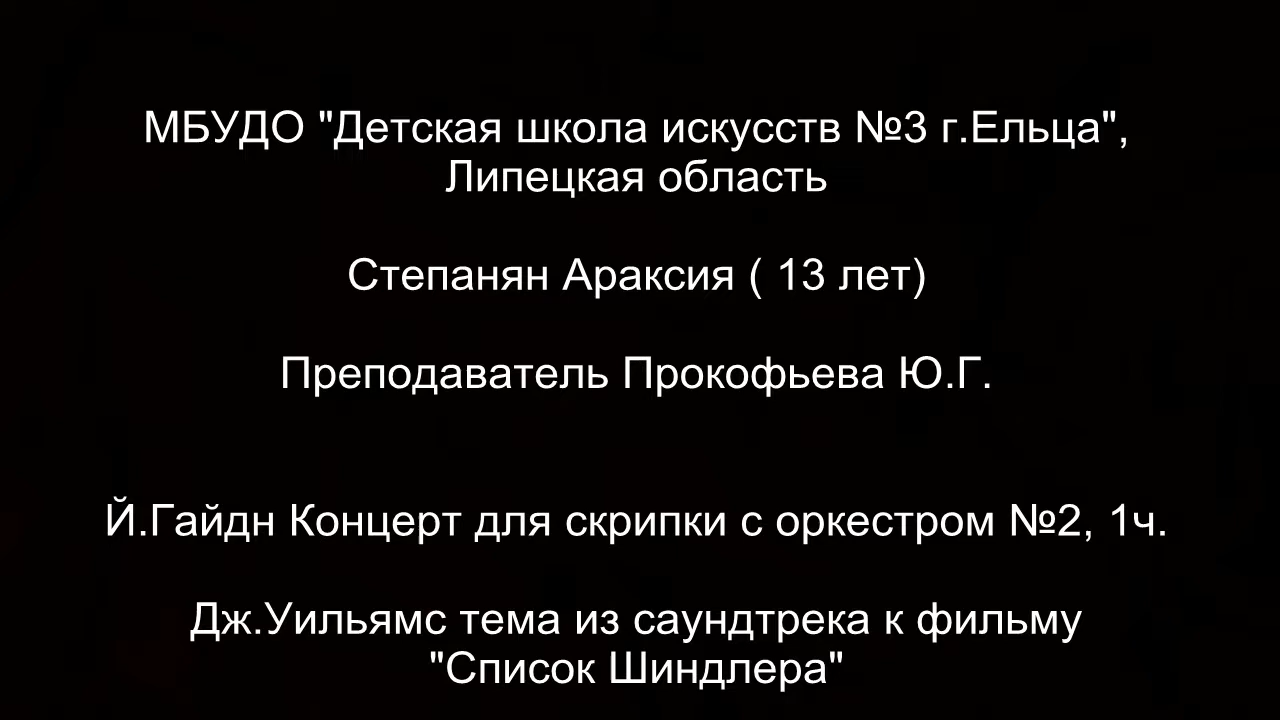 МБУДО "Детская школа искусств №3 г.Ельца",
Липецкая область
Степанян Араксия ( 13 лет)
Преподаватель Прокофьева Ю.Г.
Й.Гайдн Концерт для скрипки с оркестром №2, 1ч.
Дж.Уильямс тема из саундтрека к фильму
"Список Шиндлера"